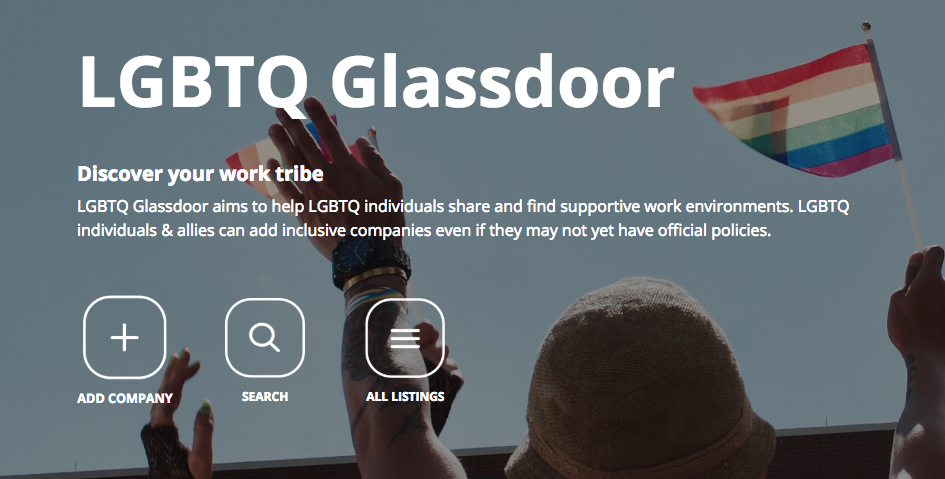 LGBTQ Glassdoor
Discover your work tribe
LGBTQ Glassdoor aims to help LGBTQ individuals share and find supportive work environments. LGBTQ
individuals & allies can add inclusive companies even if they may not yet have official policies.
ADD COMPANY
SEARCH
ALL LISTINGS